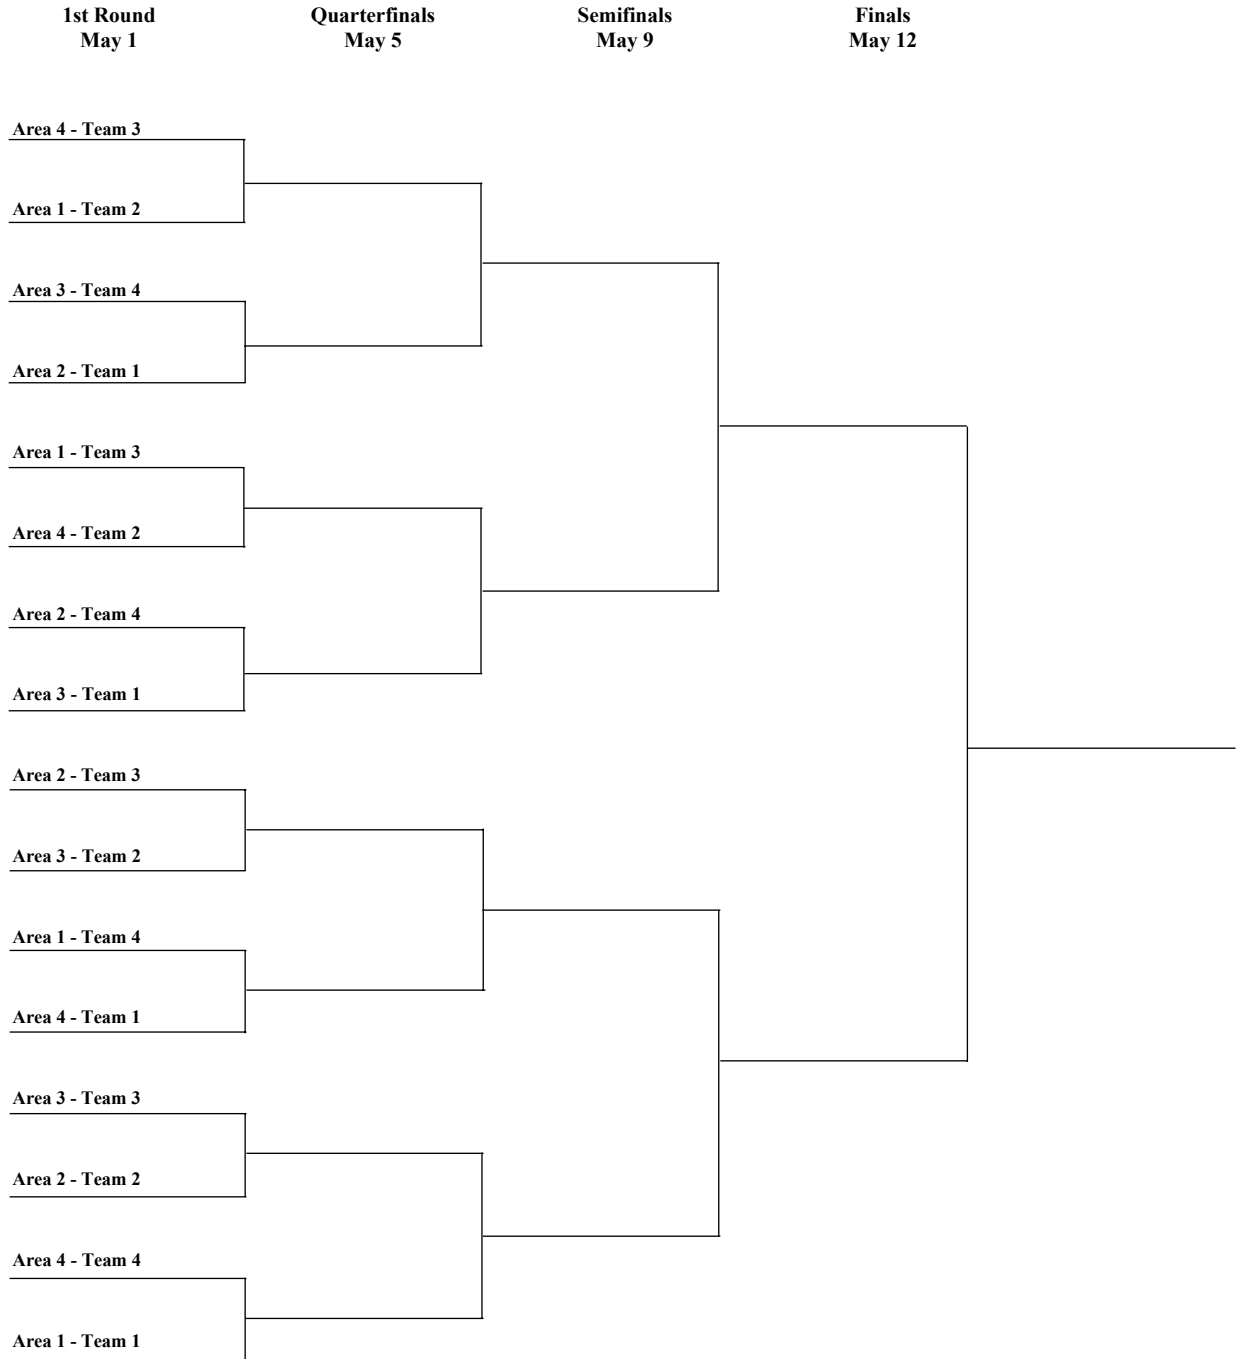 1st Round
May 1
Quarterfinals
May 5
Semifinals
May 9
Finals
May 12
Area 4 - Team 3
Area 1 - Team 2
Area 3 - Team 4
Area 2 - Team 1
Area 1 - Team 3
Area 4 - Team 2
Area 2 - Team 4
Area 3 - Team 1
Area 2 - Team 3
Area 3 - Team 2
Area 1 - Team 4
Area 4 - Team 1
Area 3 - Team 3
Area 2 - Team 2
Area 4 - Team 4
Area 1 - Team 1